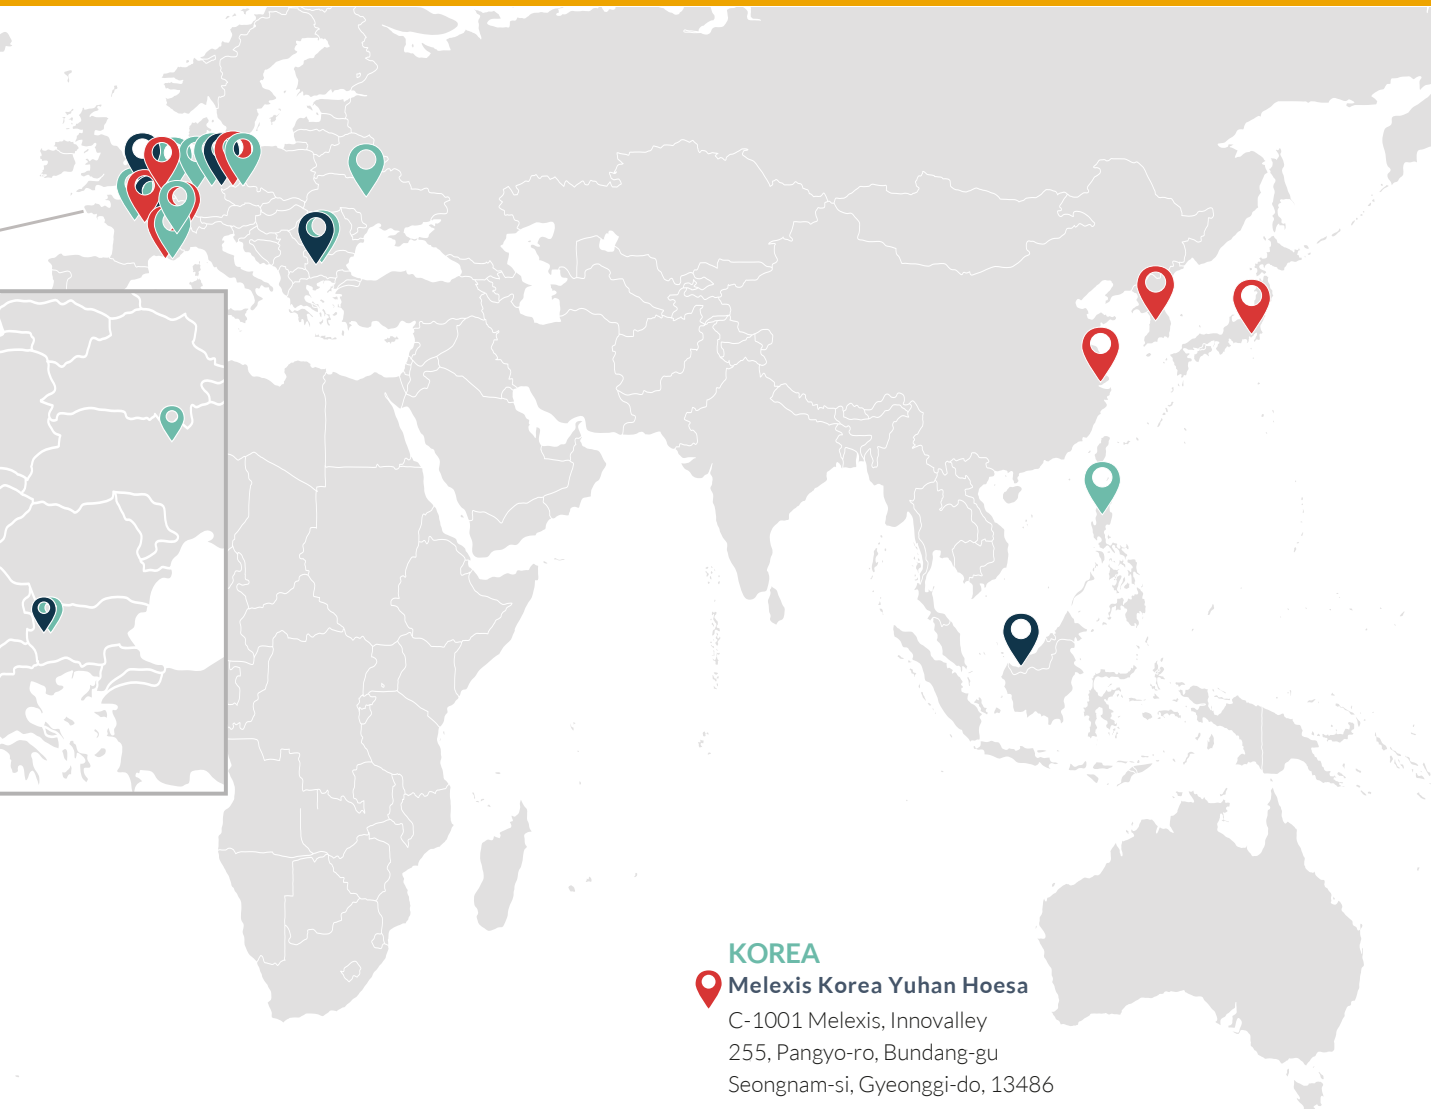 KOREA
Melexis Korea Yuhan Hoesa
C-1001 Melexis, Innovalley
255, Pangyo-ro, Bundang-gu
Seongnam-si, Gyeonggi-do, 13486